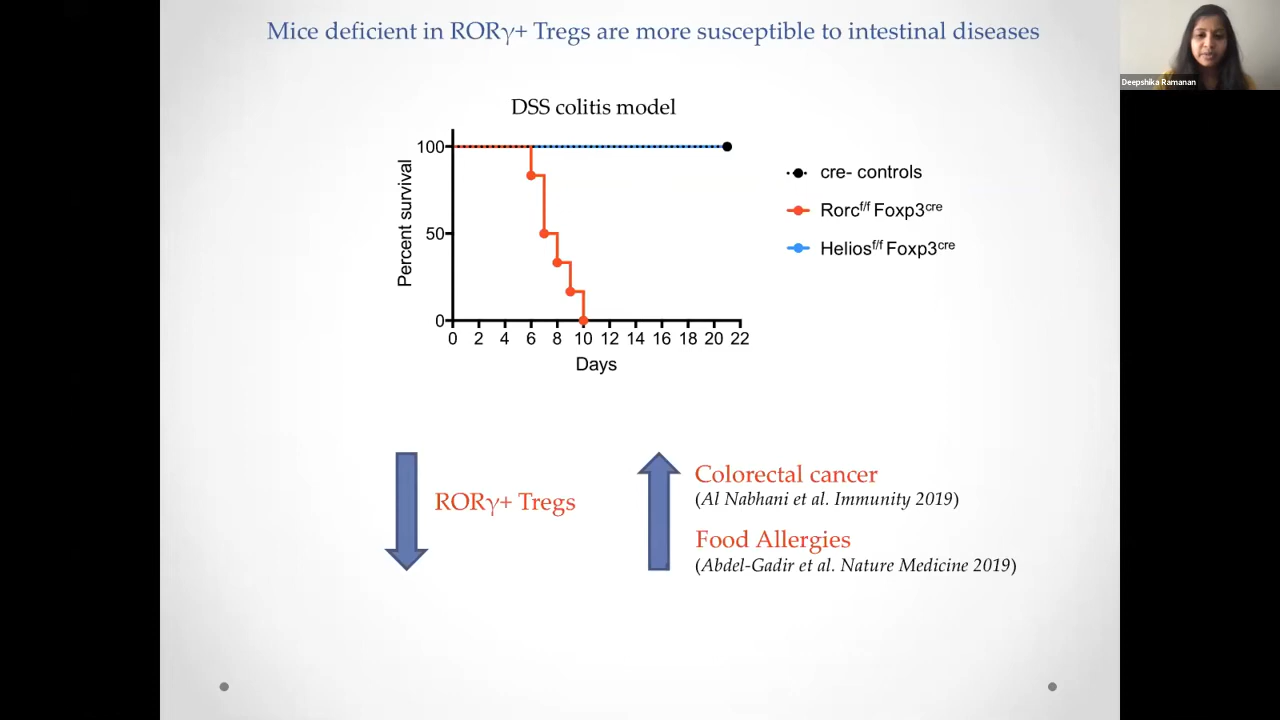 Mice deficient in RORγ+ Tregs are more susceptible to intestinal diseases
Deepshika Ramanan
DSS colitis model
Percent survival
100
50
0
0 2 4 6 8 10 12 14 16 18 20 22
Days
cre- controls
Rorcf/f Foxp3cre
Heliosf/f Foxp3cre
RORγ+ Tregs
Colorectal cancer
(Al Nabhani et al. Immunity 2019)
Food Allergies
(Abdel-Gadir et al. Nature Medicine 2019)